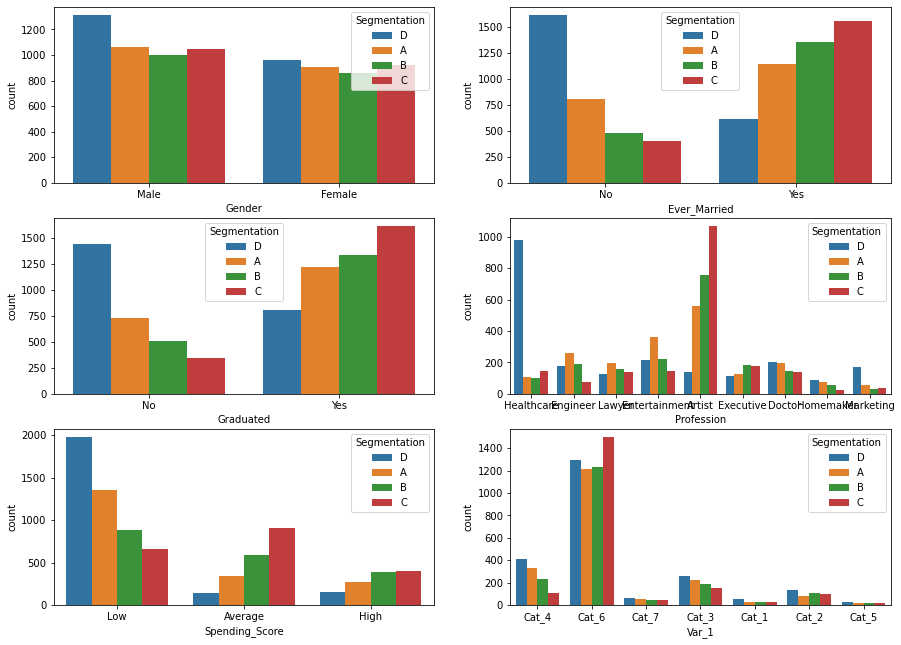 Segmentation
D
A
B
C
1200
1000
800
600
400
200
0
count
Male Female
Gender
Segmentation
D
A
B
C
1500
1250
1000
750
500
250
0
count
No Yes
Ever_Married
Segmentation
D
A
B
C
1500
1250
1000
750
500
250
0
count
No Yes
Graduated
Segmentation
D
A
B
C
1000
800
600
400
200
0
count
Healthcare Engineer Lawyer Entertainment Artist Executive Doctor Homemaker Marketing
Profession
Segmentation
D
A
B
C
2000
1500
1000
500
0
count
Low Average High
Spending_Score
Segmentation
D
A
B
C
1400
1200
1000
800
600
400
200
0
count
Cat_4 Cat_6 Cat_7 Cat_3 Cat_1 Cat_2 Cat_5
Var_1